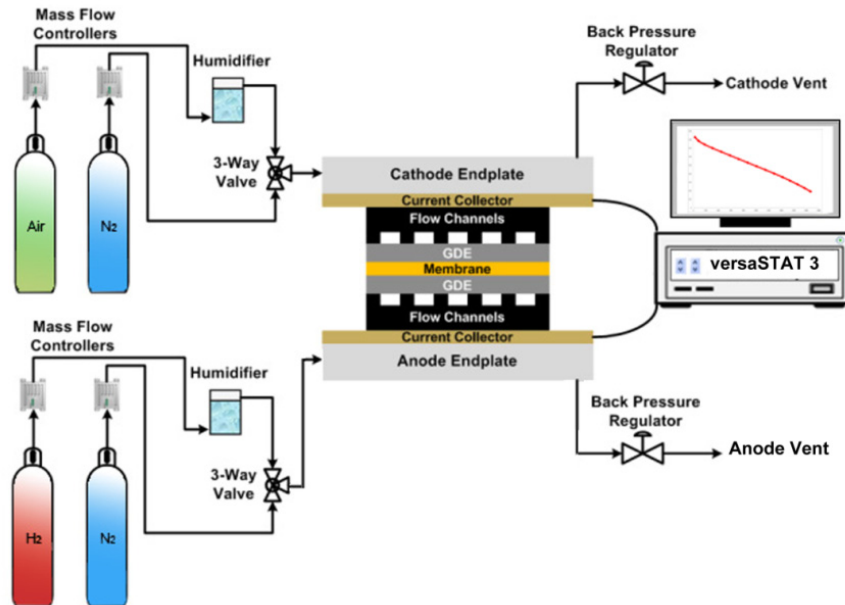 Mass Flow
Controllers
Humidifier
3-Way
Valve
Air
N2
Back Pressure
Regulator
Cathode Vent
Cathode Endplate
Current Collector
Flow Channels
GDE
Membrane
GDE
Flow Channels
Current Collector
Anode Endplate
versaSTAT 3
Mass Flow
Controllers
Humidifier
3-Way
Valve
H2
N2
Back Pressure
Regulator
Anode Vent